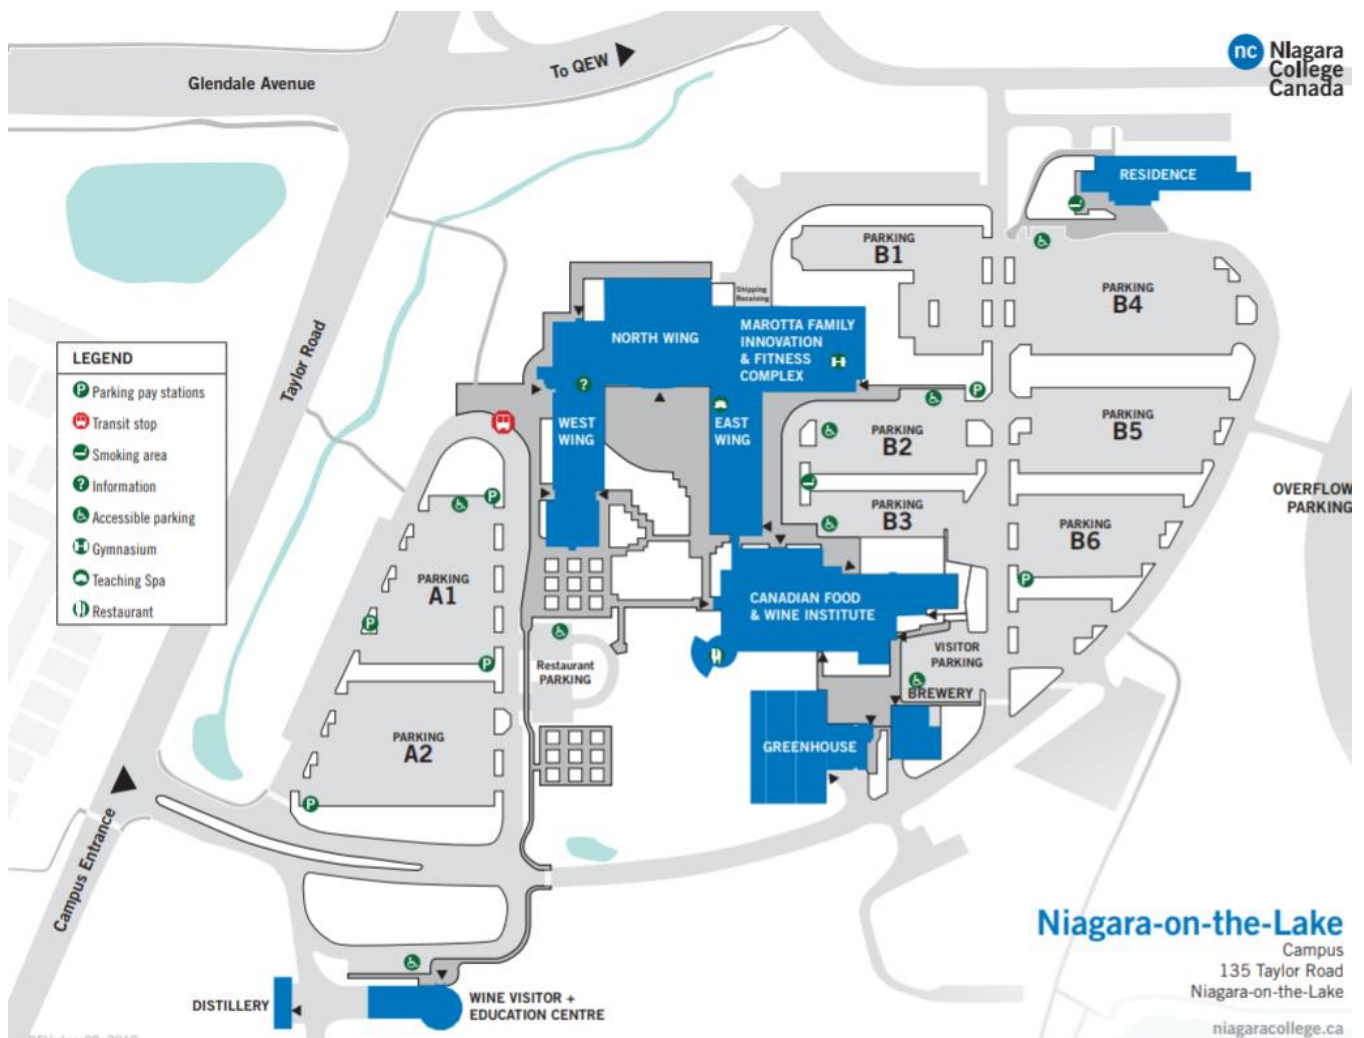 Glendale Avenue
To QEW
nc
NIagara
College
Canada
Taylor Road
RESIDENCE
PARKING
B1
PARKING
B4
Shipping
Receiving
NORTH WING
MAROTTA FAMILY
INNOVATION
& FITNESS
COMPLEX
LEGEND
P Parking pay stations
Transit stop
Smoking area
? Information
Accessible parking
H Gymnasium
Teaching Spa
Restaurant
?
WEST
WING
EAST
WING
H
P
PARKING
B2
PARKING
B5
P
PARKING
B3
PARKING
B6
OVERFLOW
PARKING
PARKING
A1
P
P
P
CANADIAN FOOD
& WINE INSTITUTE
Restaurant
PARKING
VISITOR
PARKING
BREWERY
PARKING
A2
GREENHOUSE
P
Campus Entrance
DISTILLERY
WINE VISITOR +
EDUCATION CENTRE
Niagara-on-the-Lake
Campus
135 Taylor Road
Niagara-on-the-Lake
niagaracollege.ca